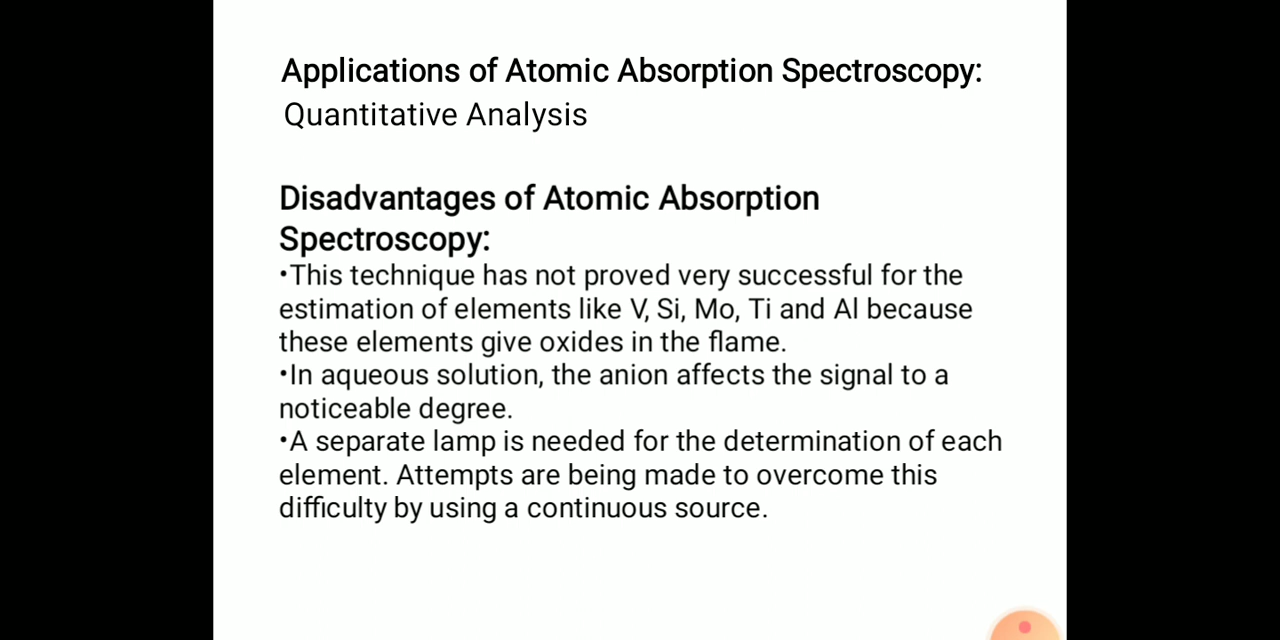 Applications of Atomic Absorption Spectroscopy:
Quantitative Analysis
Disadvantages of Atomic Absorption
Spectroscopy:
•This technique has not proved very successful for the
estimation of elements like V, Si, Mo, Ti and Al because
these elements give oxides in the flame.
•In aqueous solution, the anion affects the signal to a
noticeable degree.
•A separate lamp is needed for the determination of each
element. Attempts are being made to overcome this
difficulty by using a continuous source.